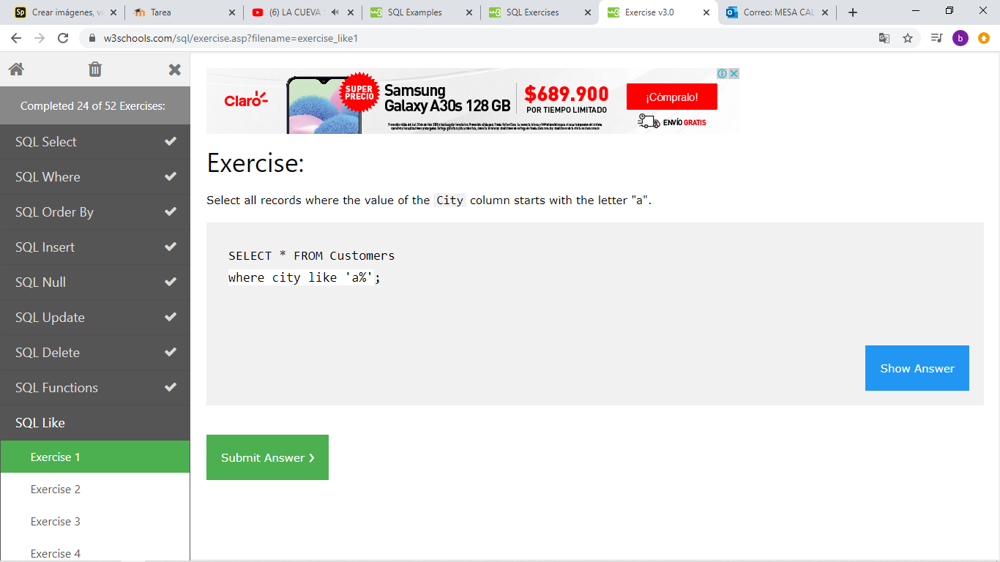 Crear imágenes, ví
Tarea
(6) LA CUEVA S
SQL Examples
SQL Exercises
Exercise v3.0
Correo: MESA CAL
w3schools.com/sql/exercise.asp?filename=exercise_like1
b
Completed 24 of 52 Exercises:
SQL Select
SQL Where
SQL Order By
SQL Insert
SQL Null
SQL Update
SQL Delete
SQL Functions
SQL Like
Exercise 1
Exercise 2
Exercise 3
Exercise 4
Claro
SUPER
PRECIO
Samsung
Galaxy A30s 128 GB
$689.900
POR TIEMPO LIMITADO
¡Cómpralo!
ENVÍO GRATIS
Exercise:
Select all records where the value of the City column starts with the letter "a".
SELECT * FROM Customers
where city like 'a%';
Show Answer
Submit Answer ❯